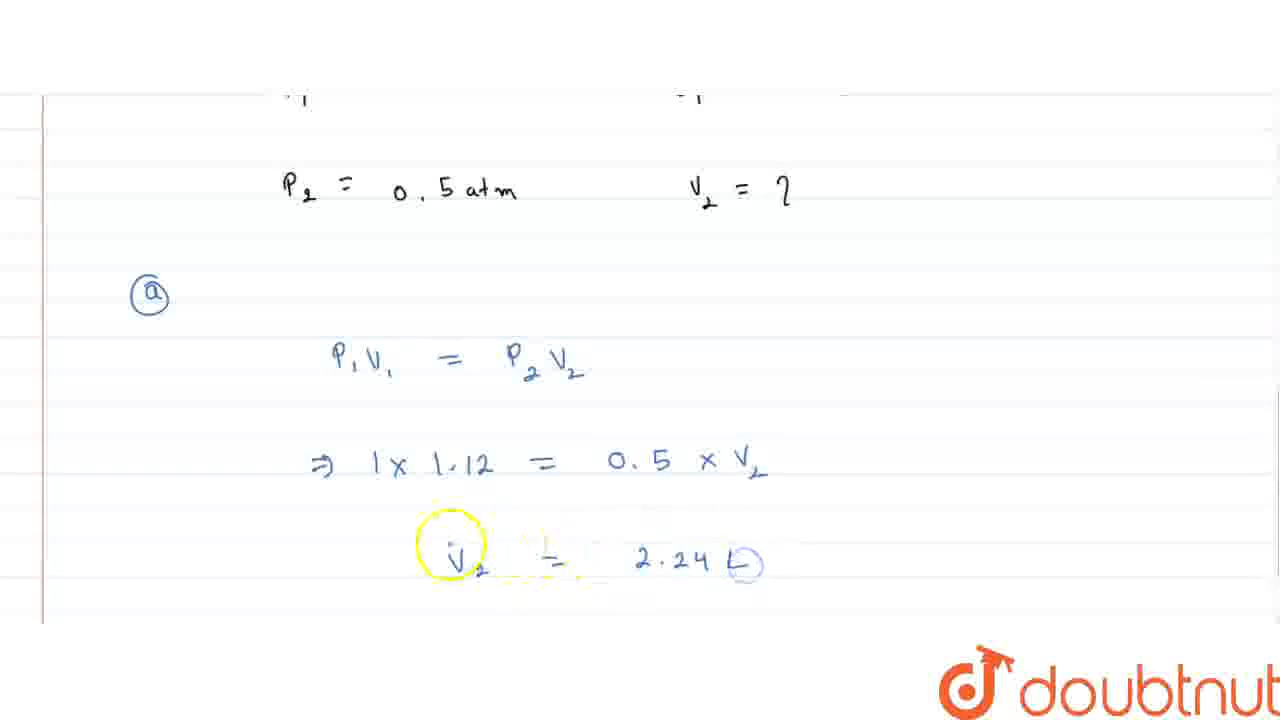 P₂ = 0.5 atm V₂ = ?
a
P₁V₁ = P₂V₂
⇒ 1 x 1.12 = 0.5 x V₂
V₂ = 2.24 L
doubtnut